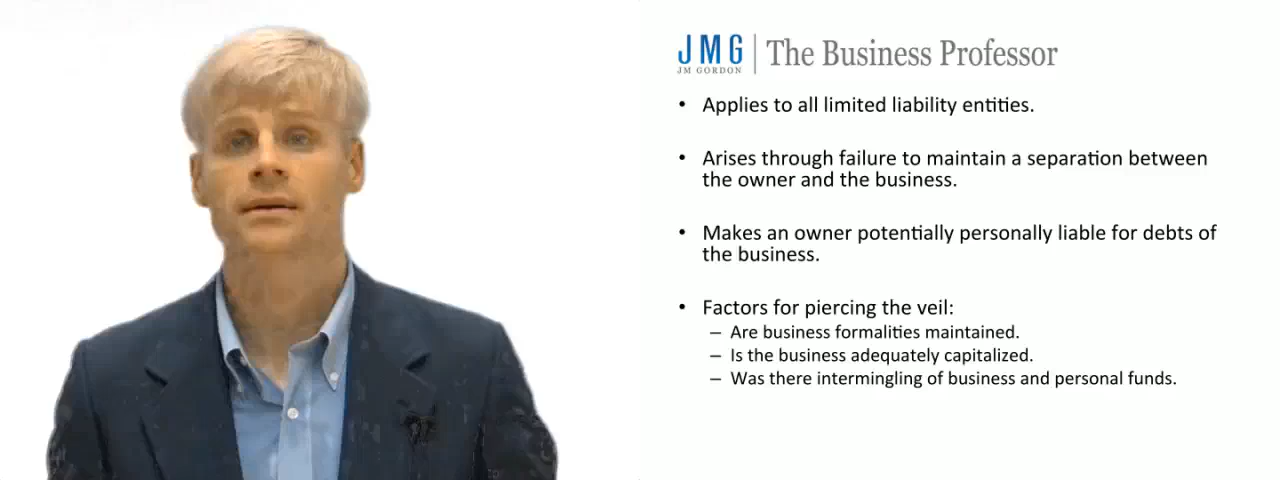 JMG
JM GORDON
The Business Professor
• Applies to all limited liability entities.
• Arises through failure to maintain a separation between
the owner and the business.
• Makes an owner potentially personally liable for debts of
the business.
• Factors for piercing the veil:
– Are business formalities maintained.
– Is the business adequately capitalized.
– Was there intermingling of business and personal funds.